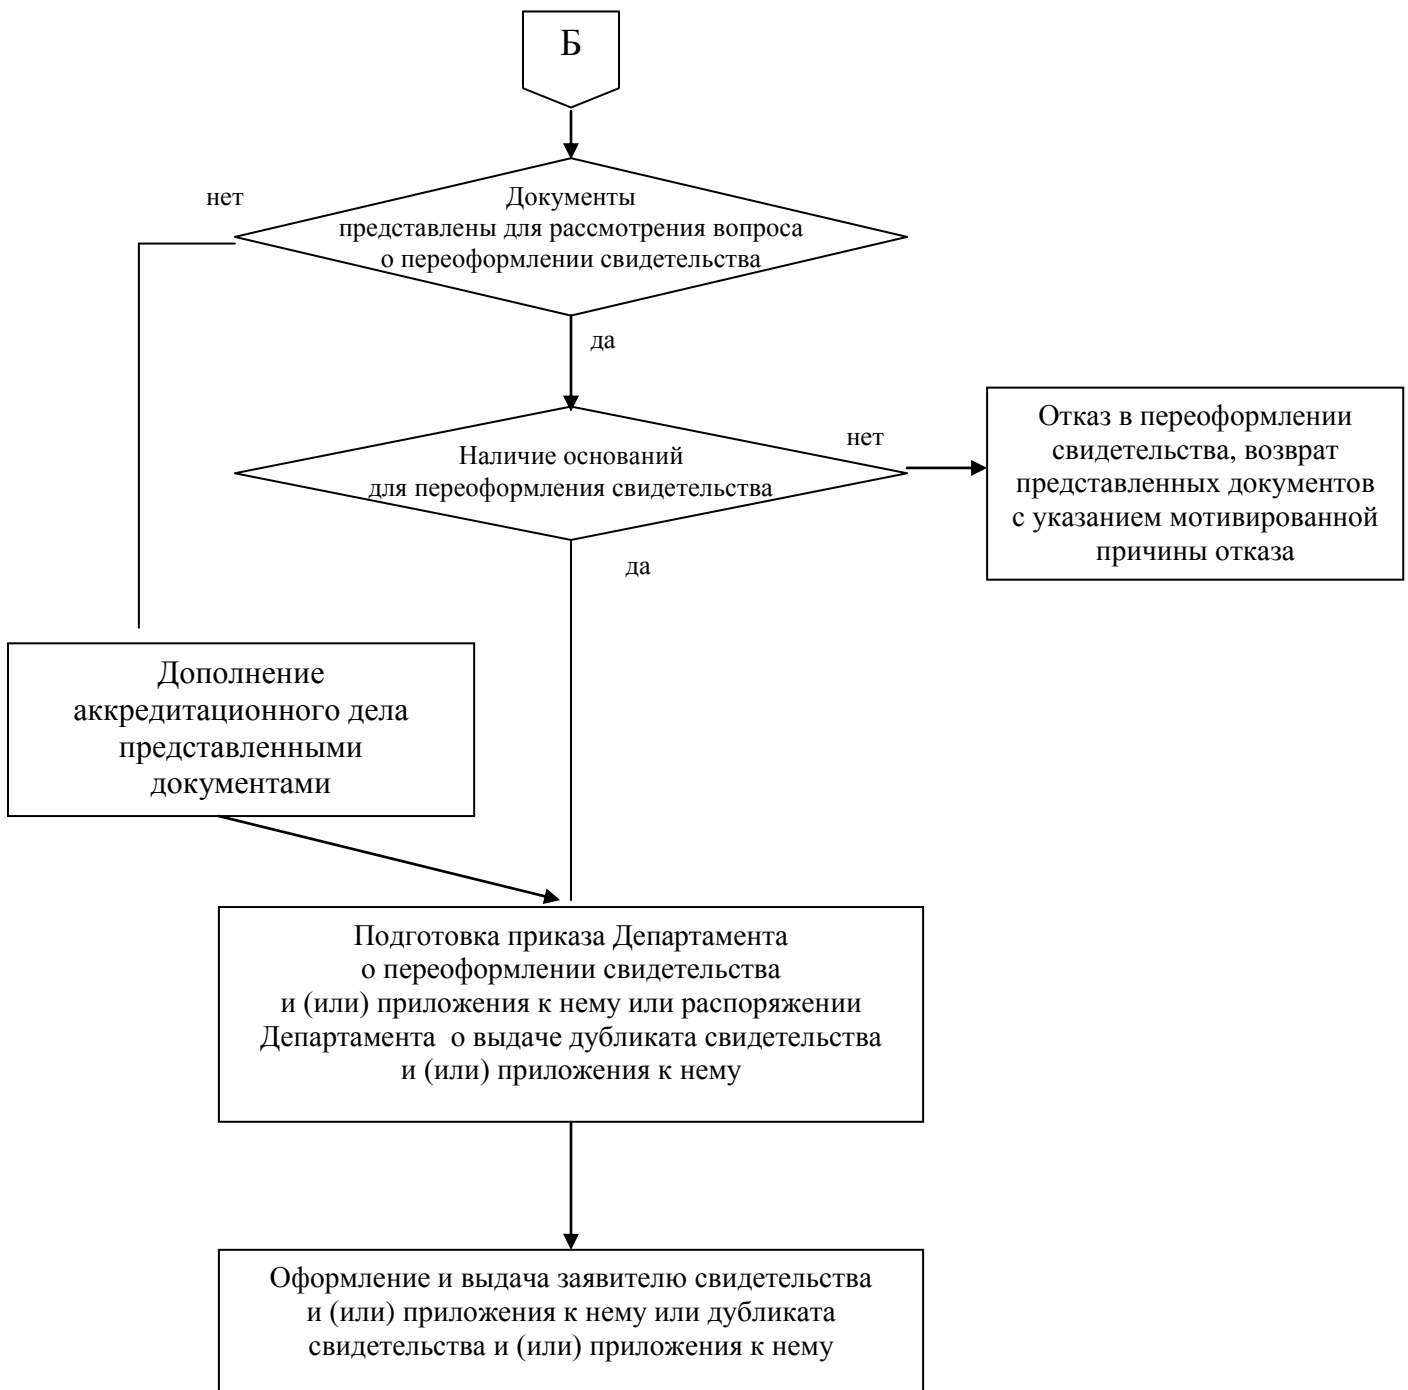 Б
нет
Документы
представлены для рассмотрения вопроса
о переоформлении свидетельства
да
Наличие оснований
для переоформления свидетельства
нет
Отказ в переоформлении
свидетельства, возврат
представленных документов
с указанием мотивированной
причины отказа
да
Дополнение
аккредитационного дела
представленными
документами
Подготовка приказа Департамента
о переоформлении свидетельства
и (или) приложения к нему или распоряжении
Департамента о выдаче дубликата свидетельства
и (или) приложения к нему
Оформление и выдача заявителю свидетельства
и (или) приложения к нему или дубликата
свидетельства и (или) приложения к нему